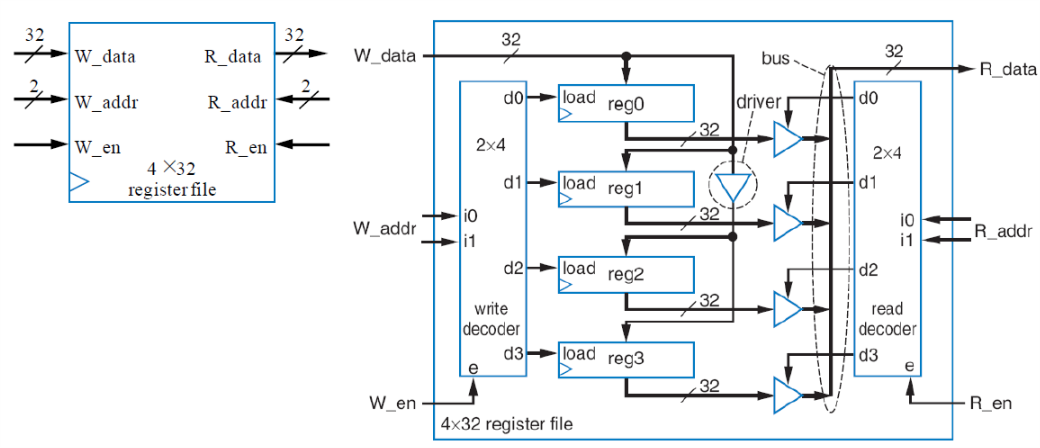 32
W_data
R_data
32
2
W_addr
R_addr
2
W_en
R_en
4 ×32
register file
W_data
32
bus
32
R_data
d0
load
reg0
driver
d0
2×4
32
2×4
d1
load
reg1
d1
W_addr
i0
i1
32
i0
i1
R_addr
d2
load
reg2
d2
write
decoder
32
read
decoder
d3
load
reg3
d3
e
e
32
W_en
R_en
4×32 register file